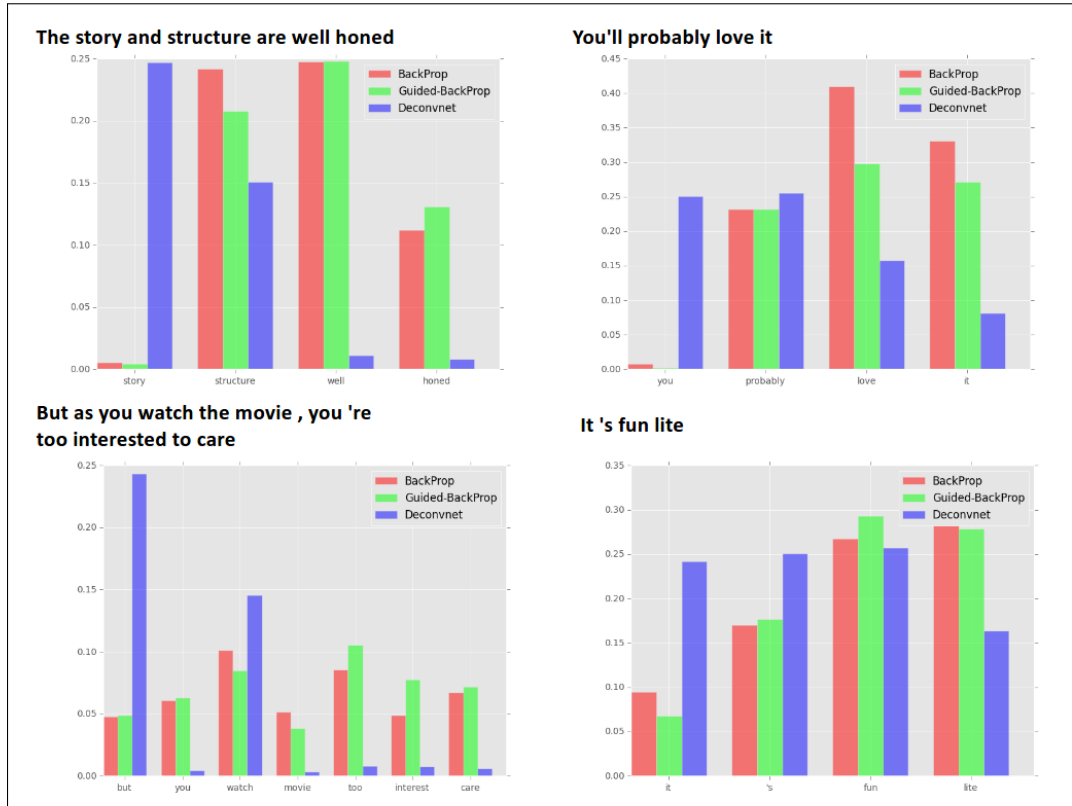 The story and structure are well honed
0.25
0.20
0.15
0.10
0.05
0.00
BackProp
Guided-BackProp
Deconvnet
story structure well honed
You'll probably love it
0.45
0.40
0.35
0.30
0.25
0.20
0.15
0.10
0.05
0.00
BackProp
Guided-BackProp
Deconvnet
you probably love it
But as you watch the movie , you 're
too interested to care
0.25
0.20
0.15
0.10
0.05
0.00
BackProp
Guided-BackProp
Deconvnet
but you watch movie too interest care
It 's fun lite
0.35
0.30
0.25
0.20
0.15
0.10
0.05
0.00
BackProp
Guided-BackProp
Deconvnet
it 's fun lite